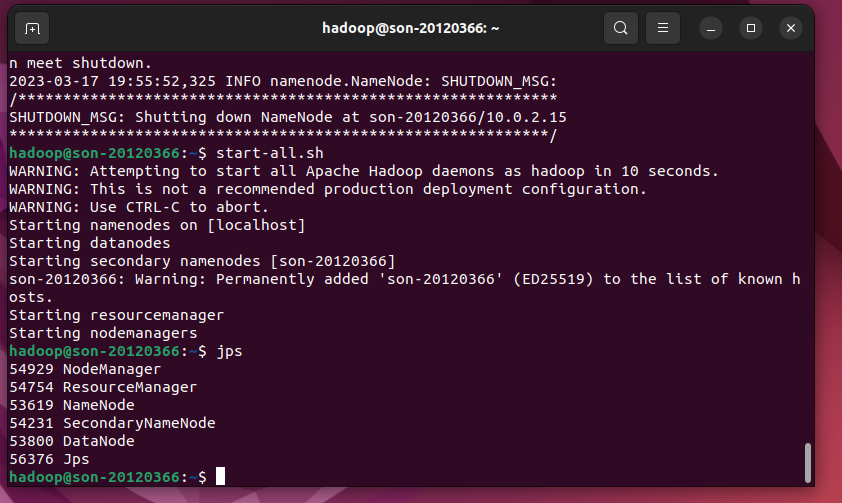 hadoop@son-20120366: ~
n meet shutdown.
2023-03-17 19:55:52,325 INFO namenode.NameNode: SHUTDOWN_MSG:
/************************************************************
SHUTDOWN_MSG: Shutting down NameNode at son-20120366/10.0.2.15
************************************************************/
hadoop@son-20120366:~$ start-all.sh
WARNING: Attempting to start all Apache Hadoop daemons as hadoop in 10 seconds.
WARNING: This is not a recommended production deployment configuration.
WARNING: Use CTRL-C to abort.
Starting namenodes on [localhost]
Starting datanodes
Starting secondary namenodes [son-20120366]
son-20120366: Warning: Permanently added 'son-20120366' (ED25519) to the list of known h
osts.
Starting resourcemanager
Starting nodemanagers
hadoop@son-20120366:~$ jps
54929 NodeManager
54754 ResourceManager
53619 NameNode
54231 SecondaryNameNode
53800 DataNode
56376 Jps
hadoop@son-20120366:~$